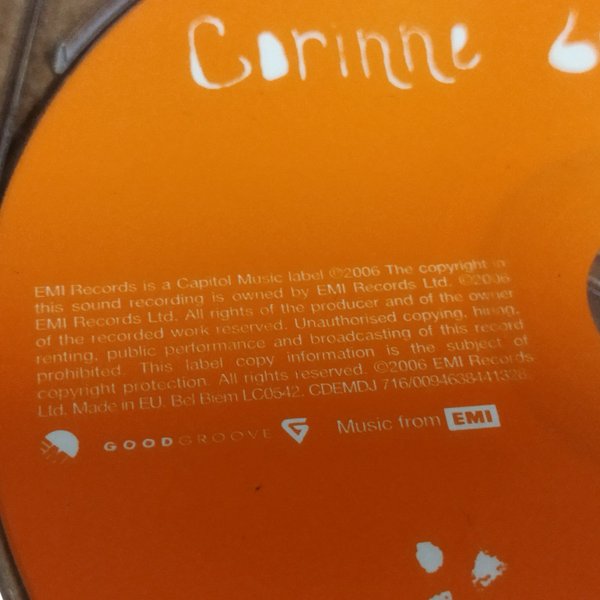 Corinne
EMI Records is a Capitol Music label ℗2006 The copyright in
this sound recording is owned by EMI Records Ltd. ©2006
EMI Records Ltd. All rights of the producer and of the owner
of the recorded work reserved. Unauthorised copying, hiring,
renting, public performance and broadcasting of this record
prohibited. This label copy information is the subject of
copyright protection. All rights reserved. ©2006 EMI Records
Ltd. Made in EU. Bel Biem LC0542. CDEMDJ
GOODGROOVE Music from EMI